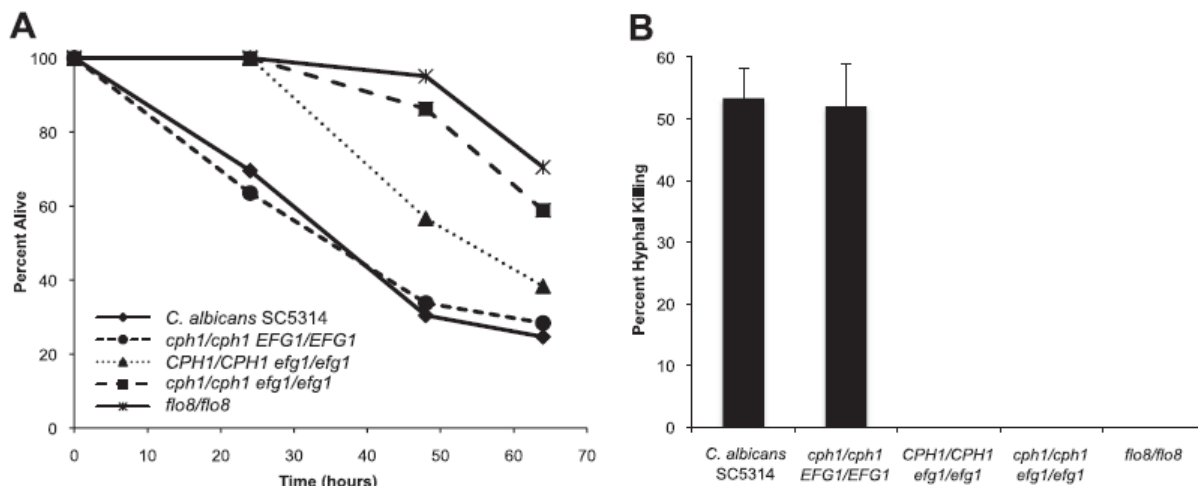 A
Percent Alive
100
80
60
40
20
0
C. albicans SC5314
cph1/cph1 EFG1/EFG1
CPH1/CPH1 efg1/efg1
cph1/cph1 efg1/efg1
flo8/flo8
0 10 20 30 40 50 60 70
Time (hours)
B
Percent Hyphal Killing
60
50
40
30
20
10
0
C. albicans cph1/cph1 CPH1/CPH1 cph1/cph1 flo8/flo8
SC5314 EFG1/EFG1 efg1/efg1 efg1/efg1